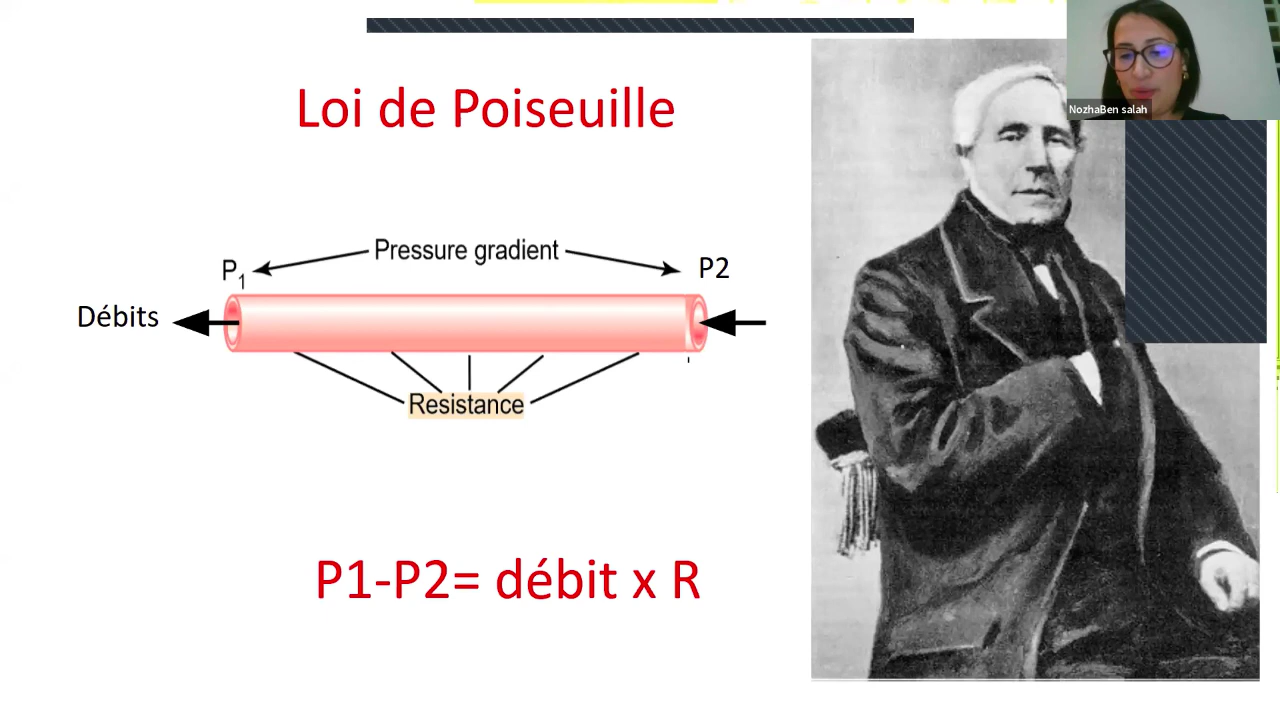 NozhaBen salah
Loi de Poiseuille
Pressure gradient
P1
P2
Débits
Resistance
P1-P2= débit x R